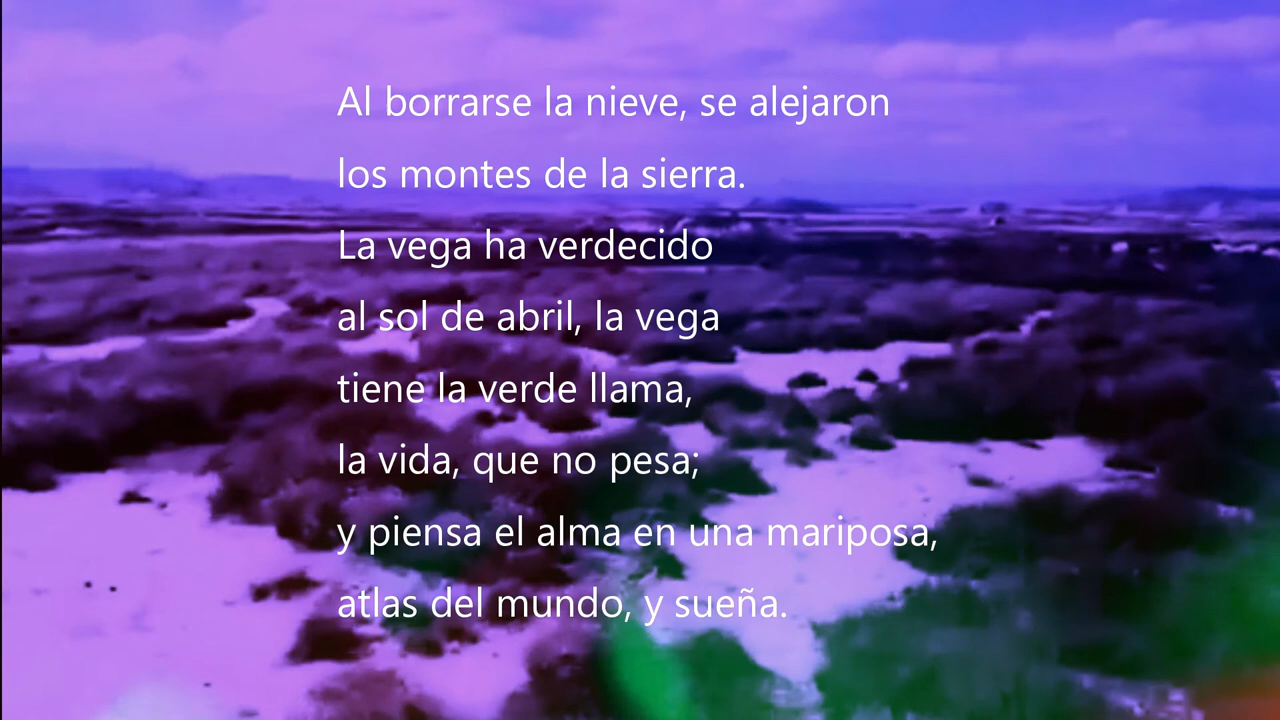 Al borrarse la nieve, se alejaron
los montes de la sierra.
La vega ha verdecido
al sol de abril, la vega
tiene la verde llama,
la vida, que no pesa;
y piensa el alma en una mariposa,
atlas del mundo, y sueña.